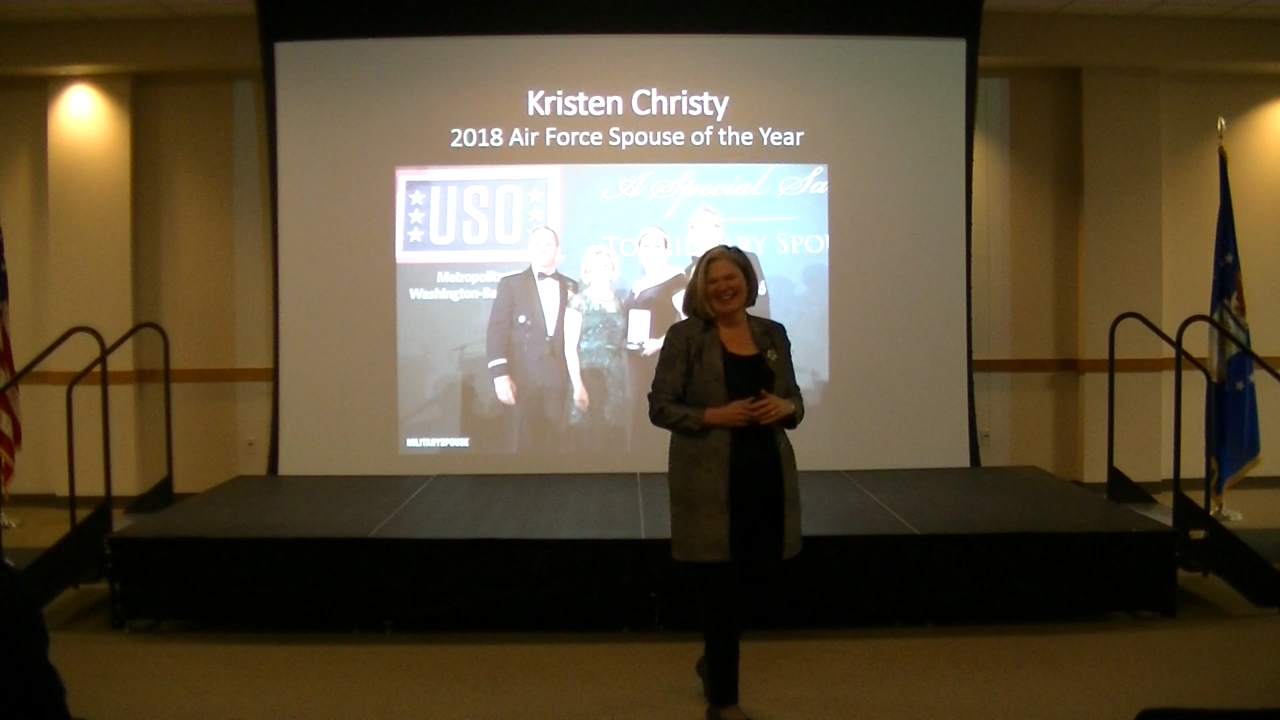 Kristen Christy
2018 Air Force Spouse of the Year
USO
A Special Sa
Metropolit
Washington-Ba
MILITARYSPOUSE